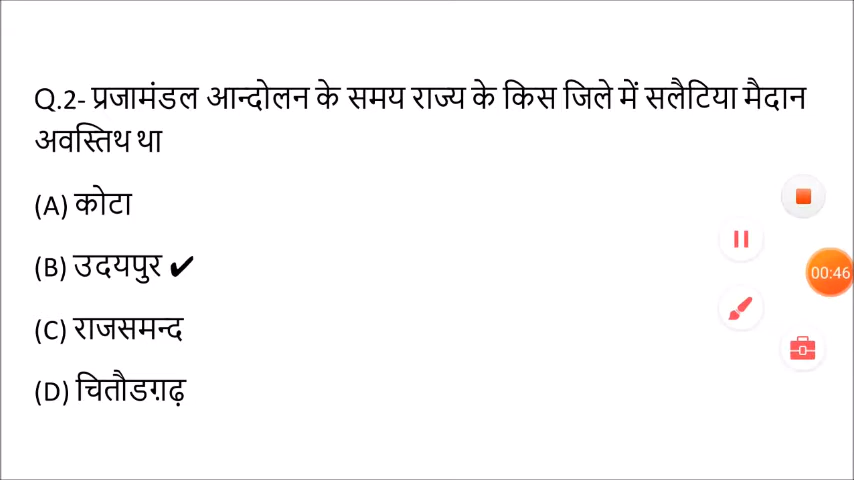 Q.2- प्रजामंडल आन्दोलन के समय राज्य के किस जिले में सलैटिया मैदान
अवस्तिथ था
(A) कोटा
(B) उदयपुर ✔
(C) राजसमन्द
(D) चितौडग़ढ़
00:46